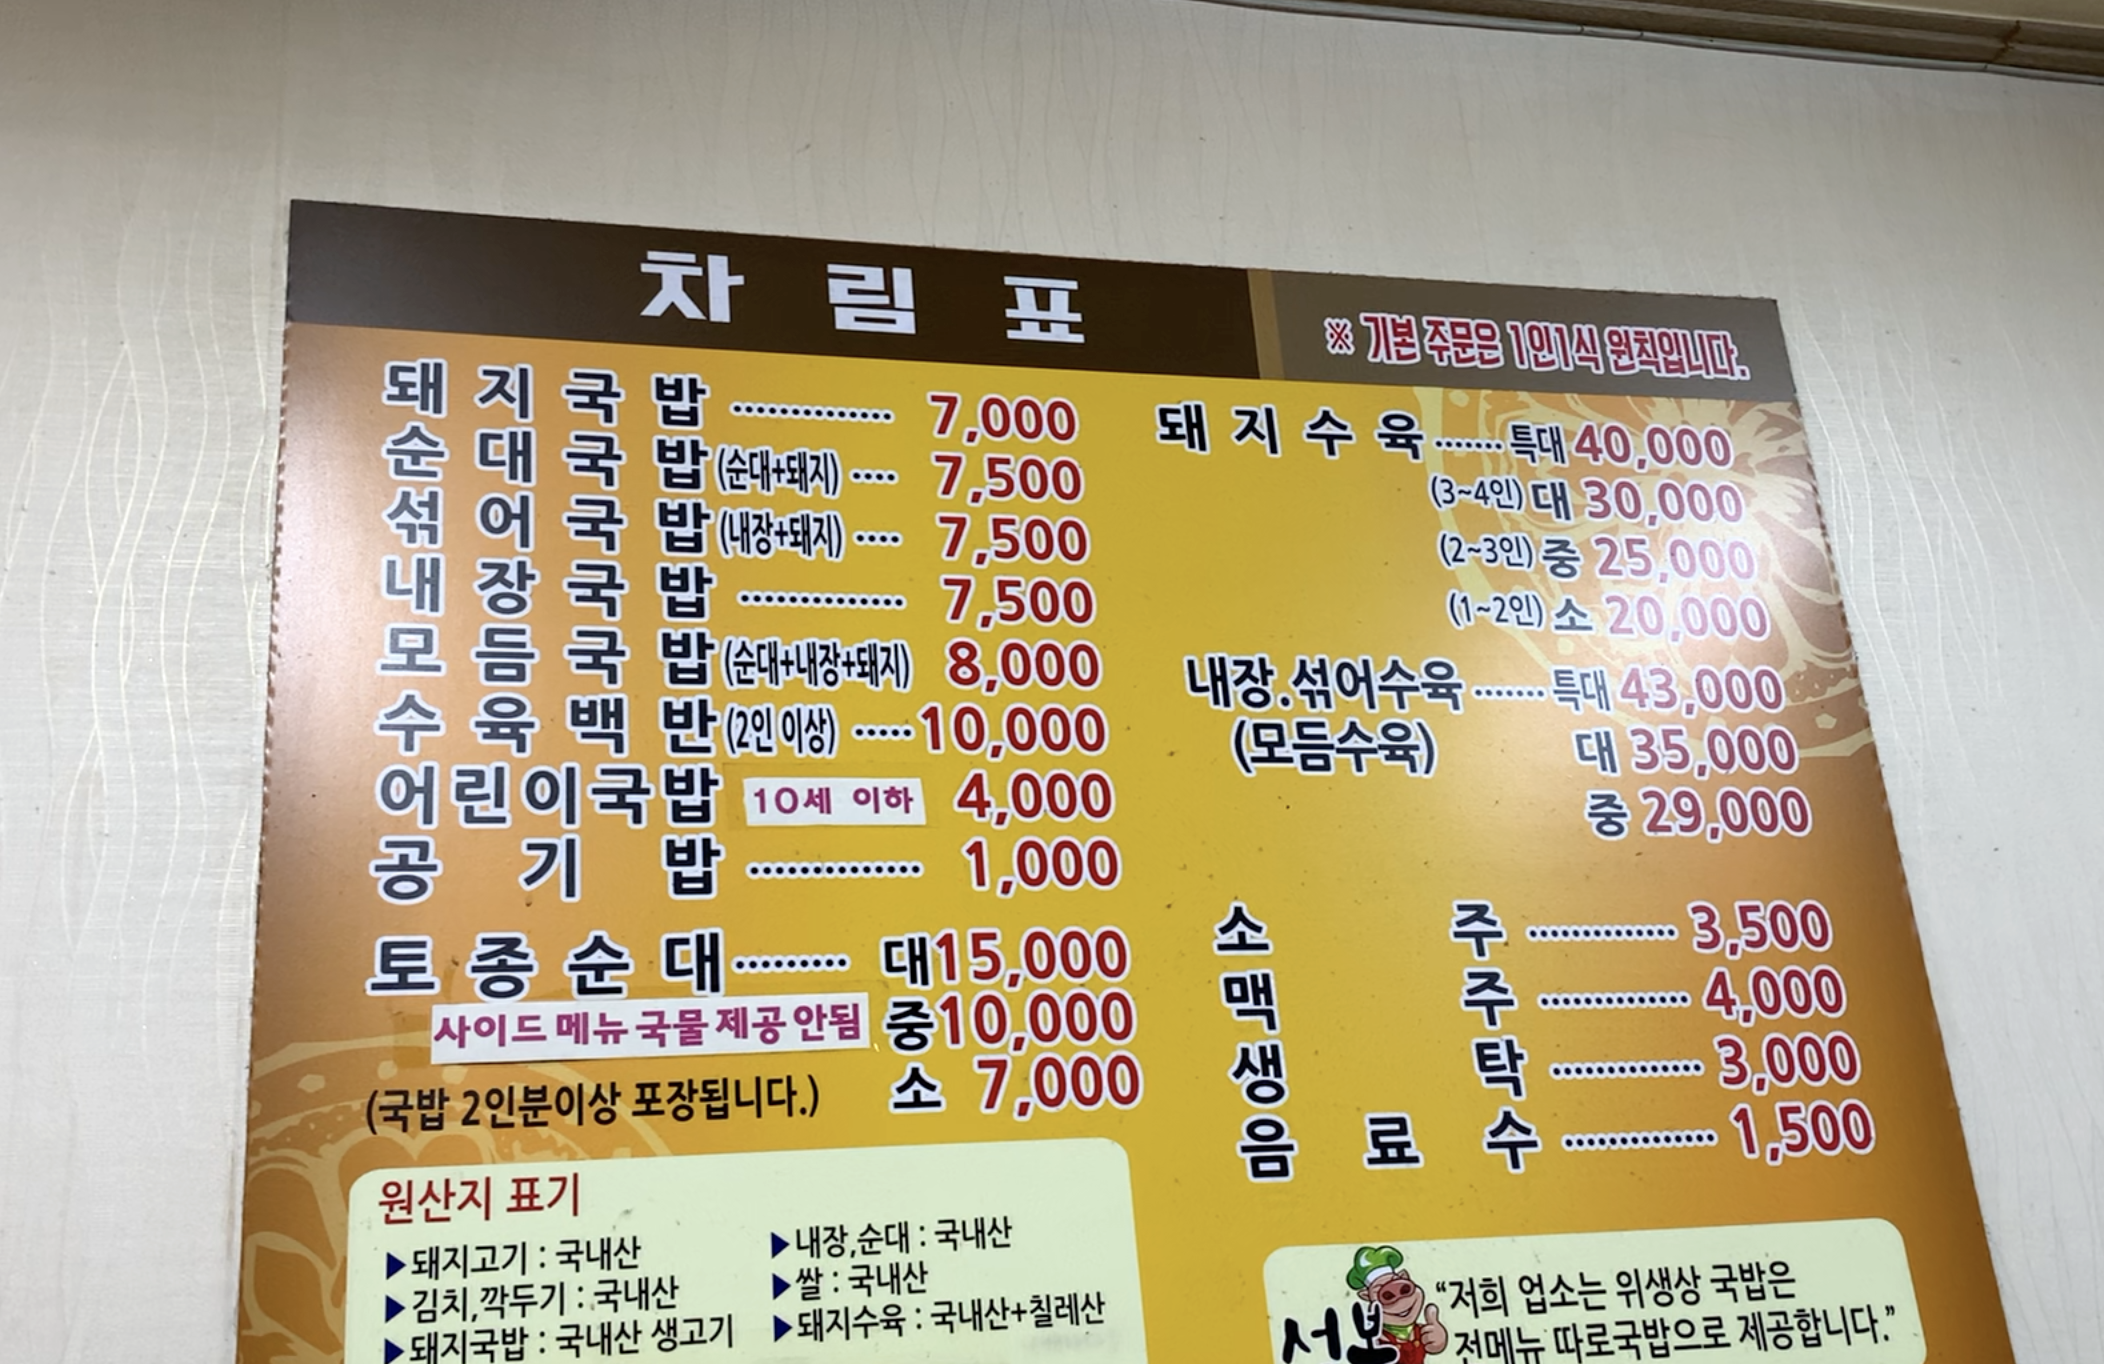 차림표
※ 기본 주문은 1인1식 원칙입니다.
돼지국밥 ·············· 7,000
순대국밥(순대+돼지) ···· 7,500
섞어국밥(내장+돼지) ···· 7,500
내장국밥 ·············· 7,500
모듬국밥(순대+내장+돼지) 8,000
수육백반(2인 이상) ····· 10,000
어린이국밥 10세 이하 4,000
공기밥 ·············· 1,000
토종순대 ········· 대 15,000
사이드 메뉴 국물 제공 안됨 중 10,000
(국밥 2인분이상 포장됩니다.) 소 7,000
돼지수육 ······· 특대 40,000
(3~4인) 대 30,000
(2~3인) 중 25,000
(1~2인) 소 20,000
내장.섞어수육 ······· 특대 43,000
(모듬수육) 대 35,000
중 29,000
소주 ············· 3,500
맥주 ············· 4,000
생탁 ············· 3,000
음료수 ············· 1,500
원산지 표기
▶돼지고기 : 국내산
▶김치,깍두기 : 국내산
▶돼지국밥 : 국내산 생고기
▶내장,순대 : 국내산
▶쌀 : 국내산
▶돼지수육 : 국내산+칠레산
서본
“저희 업소는 위생상 국밥은
전메뉴 따로국밥으로 제공합니다.”